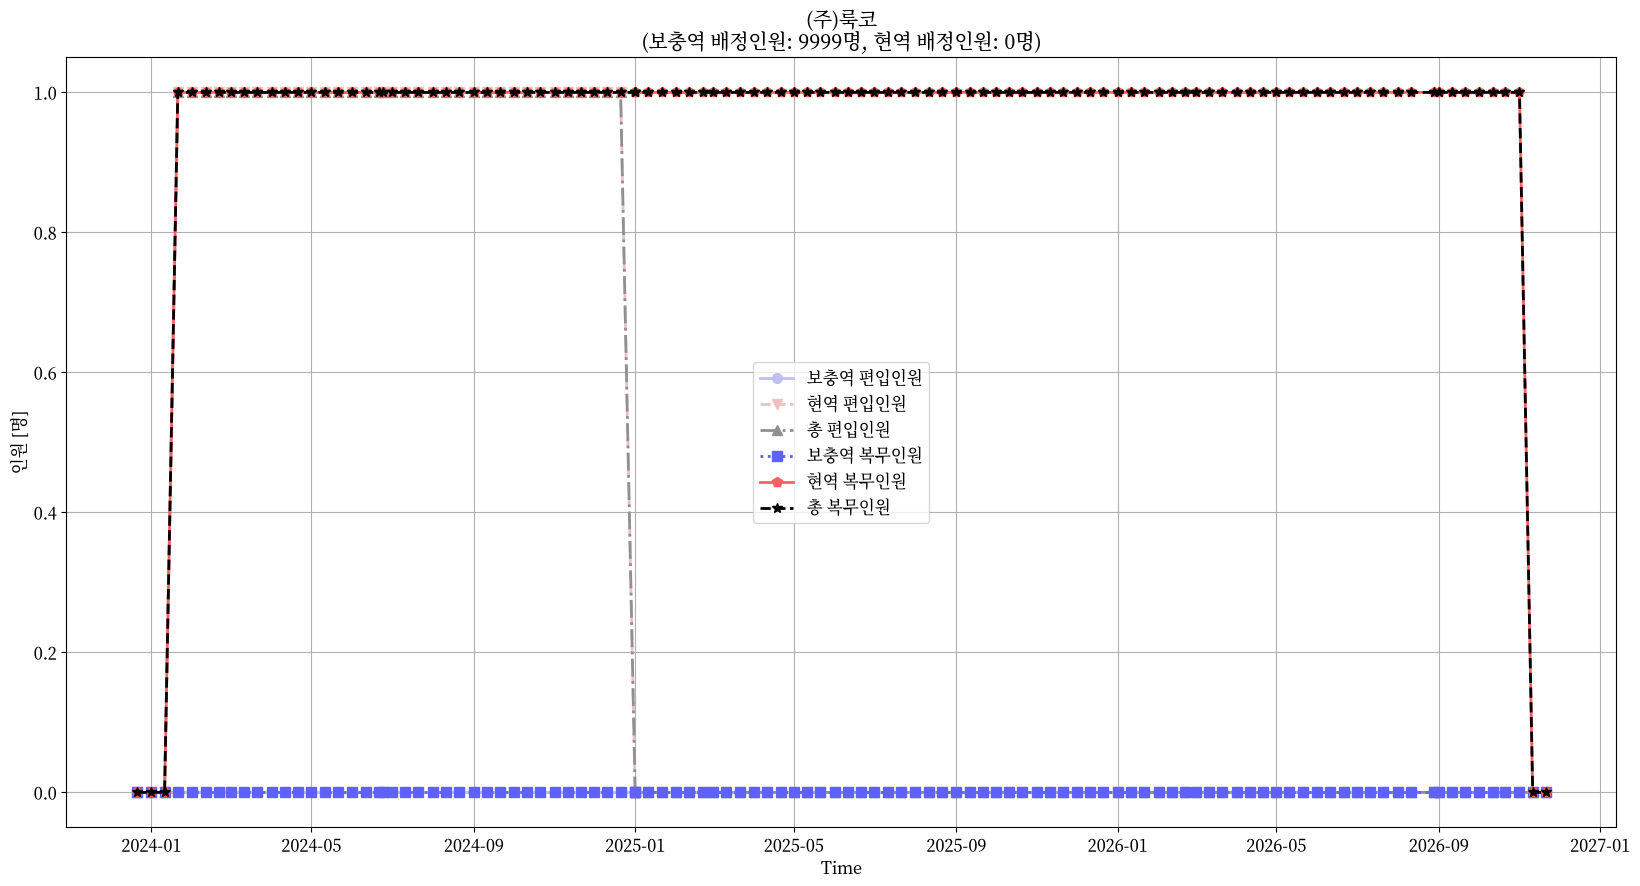 (주)룩코
(보충역 배정인원: 9999명, 현역 배정인원: 0명)
인원 [명]
1.0
0.8
0.6
0.4
0.2
0.0
보충역 편입인원
현역 편입인원
총 편입인원
보충역 복무인원
현역 복무인원
총 복무인원
2024-01
2024-05
2024-09
2025-01
2025-05
2025-09
2026-01
2026-05
2026-09
2027-01
Time